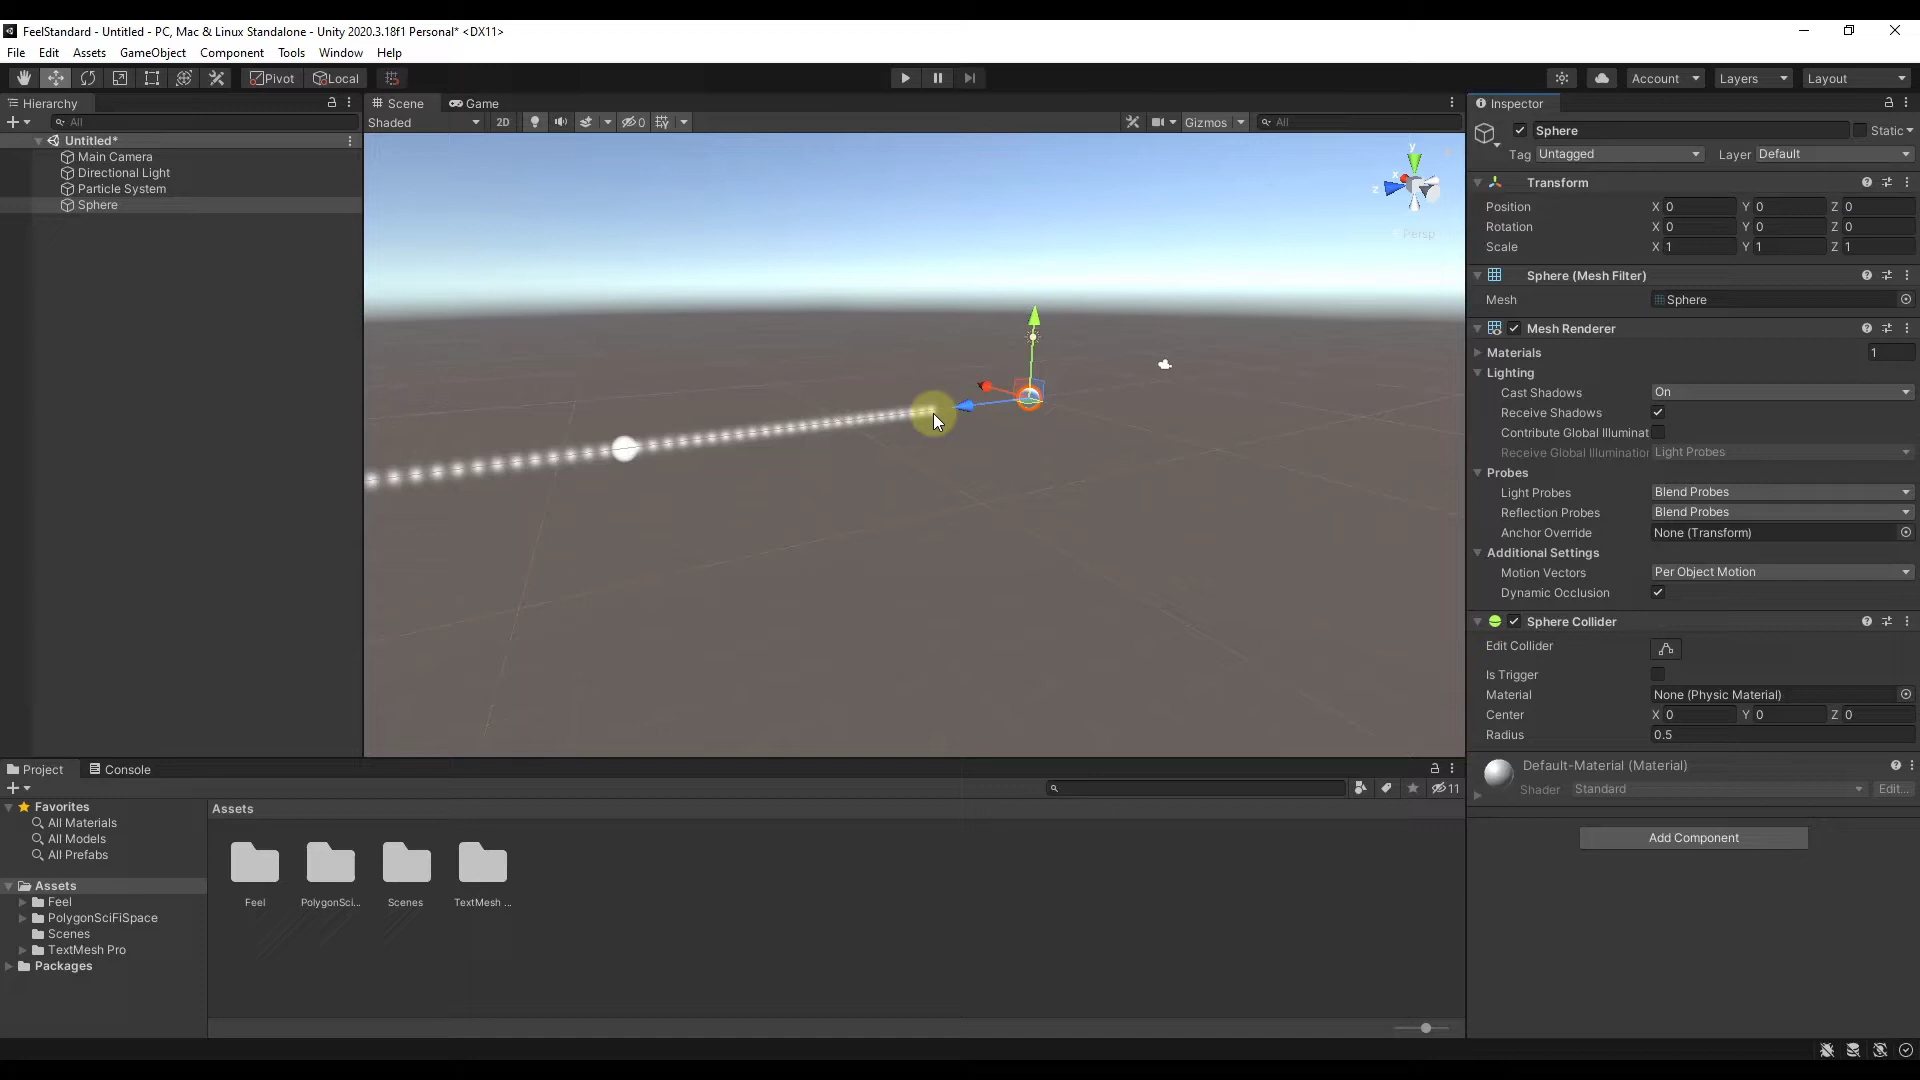 FeelStandard - Untitled - PC, Mac & Linux Standalone - Unity 2020.3.18f1 Personal* <DX11>
File Edit Assets GameObject Component Tools Window Help
Pivot Local Account Layers Layout
Hierarchy
All
Untitled*
Main Camera
Directional Light
Particle System
Sphere
Scene Game
Shaded 2D 0 Gizmos All
y
x
z
Persp
Inspector
Sphere Static
Tag Untagged Layer Default
Transform
Position X 0 Y 0 Z 0
Rotation X 0 Y 0 Z 0
Scale X 1 Y 1 Z 1
Sphere (Mesh Filter)
Mesh Sphere
Mesh Renderer
Materials 1
Lighting
Cast Shadows On
Receive Shadows
Contribute Global Illuminat
Receive Global Illumination Light Probes
Probes
Light Probes Blend Probes
Reflection Probes Blend Probes
Anchor Override None (Transform)
Additional Settings
Motion Vectors Per Object Motion
Dynamic Occlusion
Sphere Collider
Edit Collider
Is Trigger
Material None (Physic Material)
Center X 0 Y 0 Z 0
Radius 0.5
Default-Material (Material)
Shader Standard Edit...
Add Component
Project Console
11
Favorites
All Materials
All Models
All Prefabs
Assets
Feel
PolygonSciFiSpace
Scenes
TextMesh Pro
Packages
Assets
Feel PolygonSci... Scenes TextMesh ...